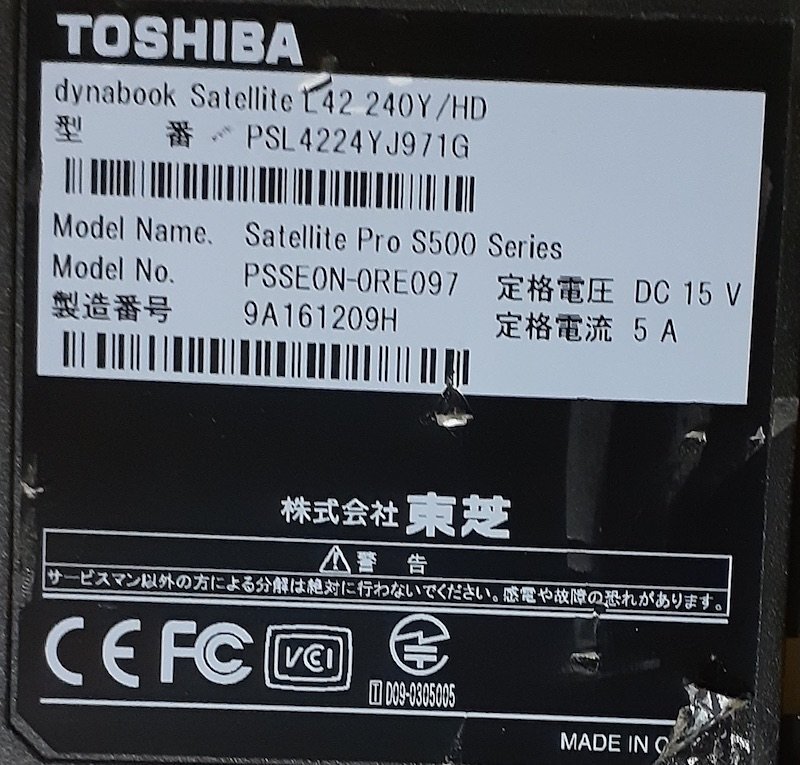 TOSHIBA
dynabook Satellite L42 240Y/HD
型 番 PSL4224YJ971G
Model Name. Satellite Pro S500 Series
Model No. PSSE0N-0RE097 定格電圧 DC 15 V
製造番号 9A161209H 定格電流 5 A
株式会社 東芝
警 告
サービスマン以外の方による分解は絶対に行わないでください。感電や故障の恐れがあります。
CE FC VCI
T D09-0305005
MADE IN C